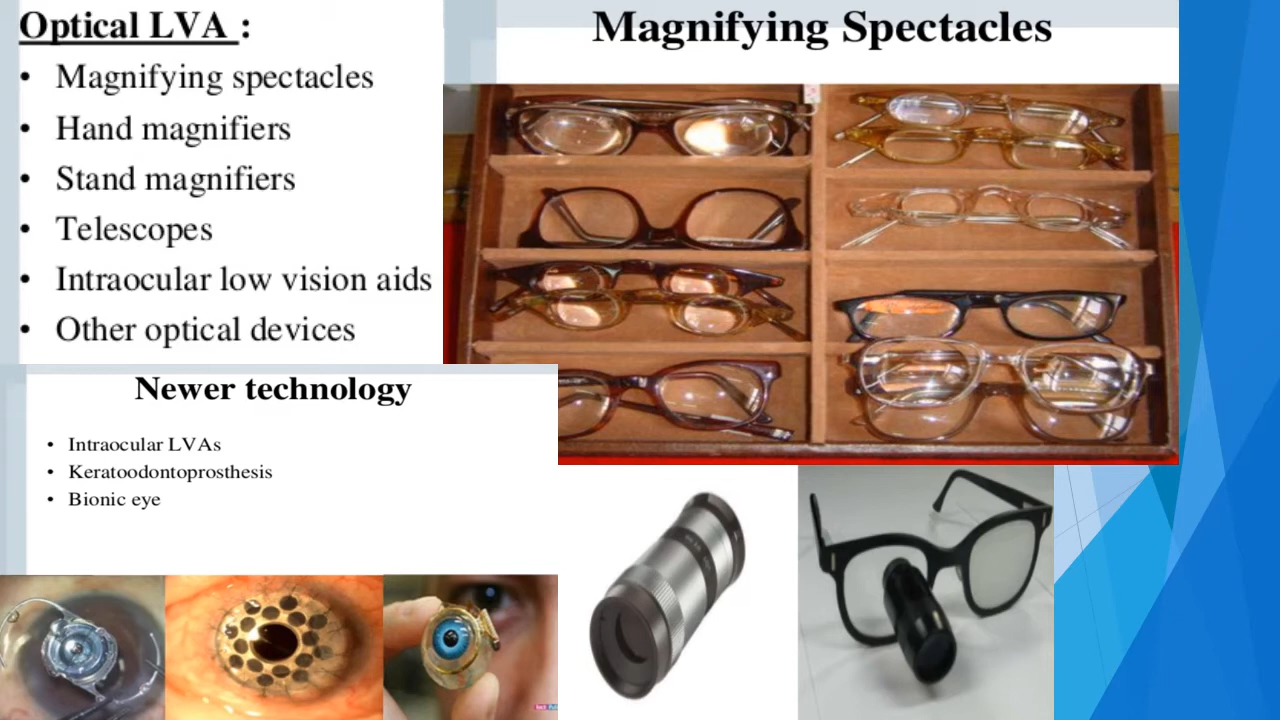 Optical LVA :
• Magnifying spectacles
• Hand magnifiers
• Stand magnifiers
• Telescopes
• Intraocular low vision aids
• Other optical devices
Magnifying Spectacles
Newer technology
• Intraocular LVAs
• Keratoodontoprosthesis
• Bionic eye